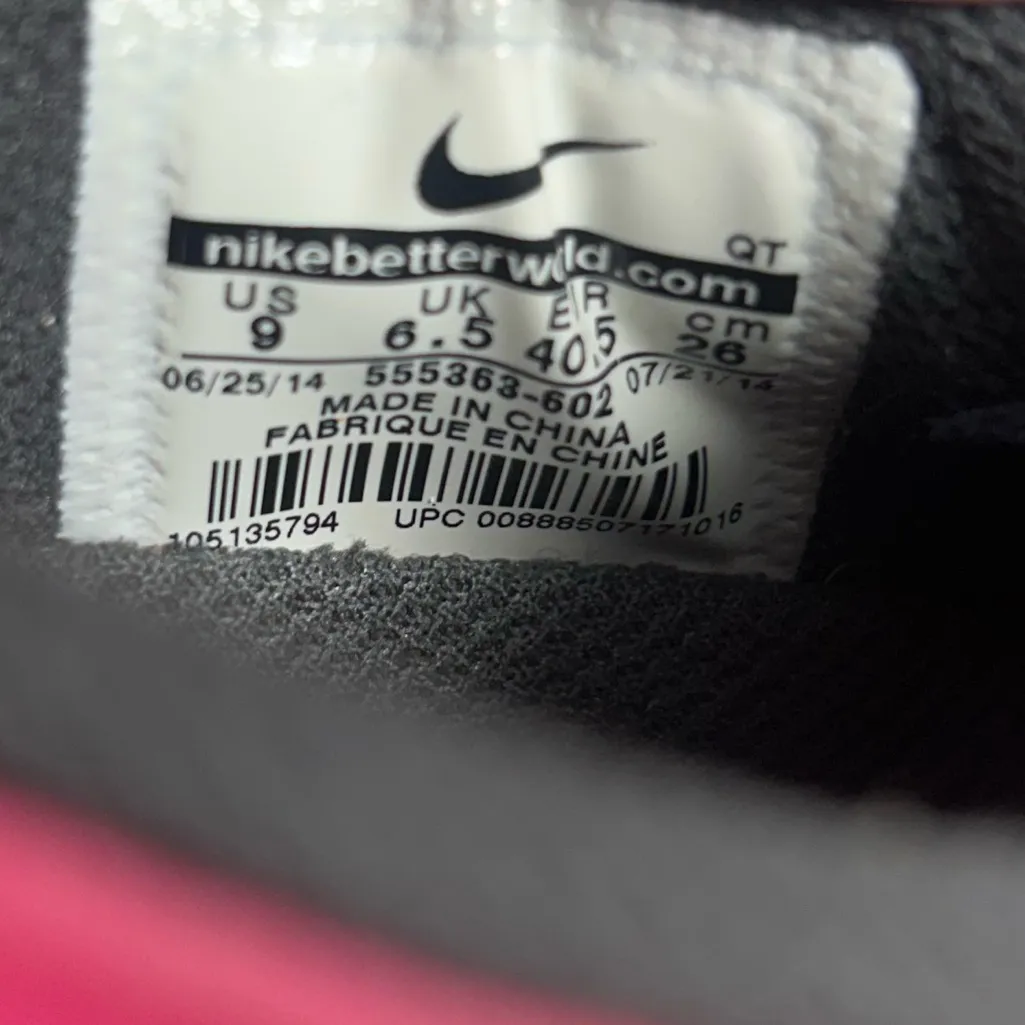 nikebetterworld.com
QT
US UK EUR cm
9 6.5 40.5 26
06/25/14 555363-602 07/21/14
MADE IN CHINA
FABRIQUE EN CHINE
105135794 UPC 00888507171016